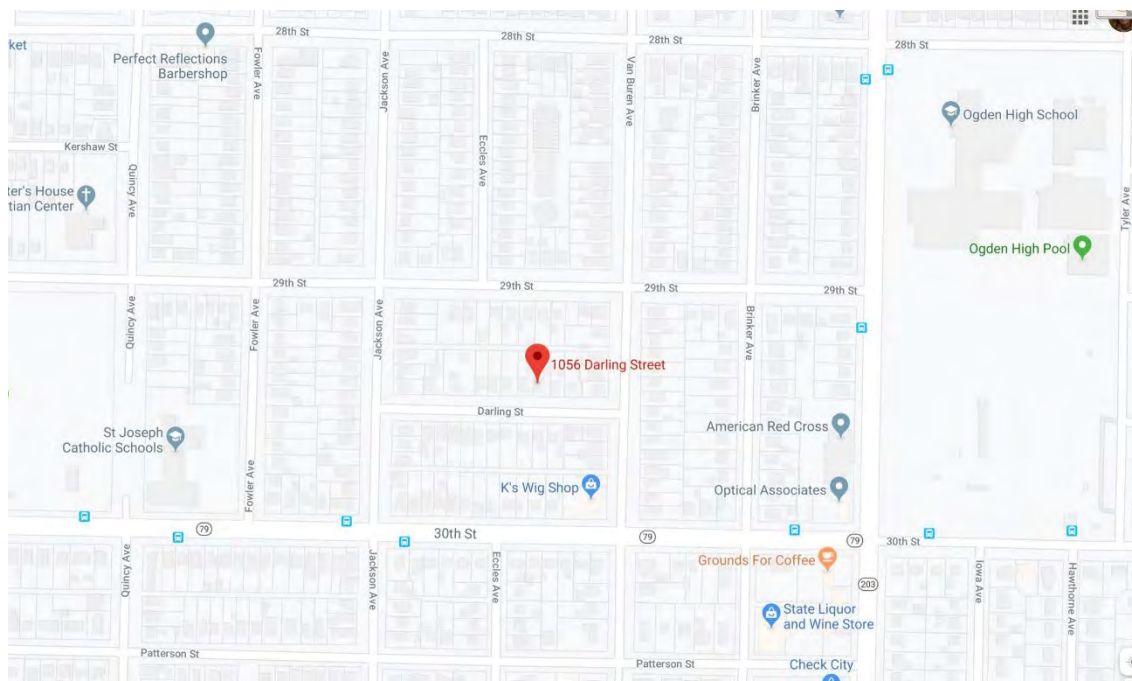 28th St
28th St
28th St
28th St
ket
Perfect Reflections
Barbershop
Fowler Ave
Jackson Ave
Van Buren Ave
Brinker Ave
Ogden High School
Kershaw St
Eccles Ave
Quincy Ave
ter's House
tian Center
Tyler Ave
Ogden High Pool
29th St
29th St
29th St
29th St
Quincy Ave
Fowler Ave
Jackson Ave
Brinker Ave
1056 Darling Street
Darling St
American Red Cross
St Joseph
Catholic Schools
K's Wig Shop
Optical Associates
Fowler Ave
79
30th St
79
79
30th St
Quincy Ave
Jackson Ave
Eccles Ave
Grounds For Coffee
203
Iowa Ave
Hawthorne Ave
State Liquor
and Wine Store
Patterson St
Patterson St
Check City